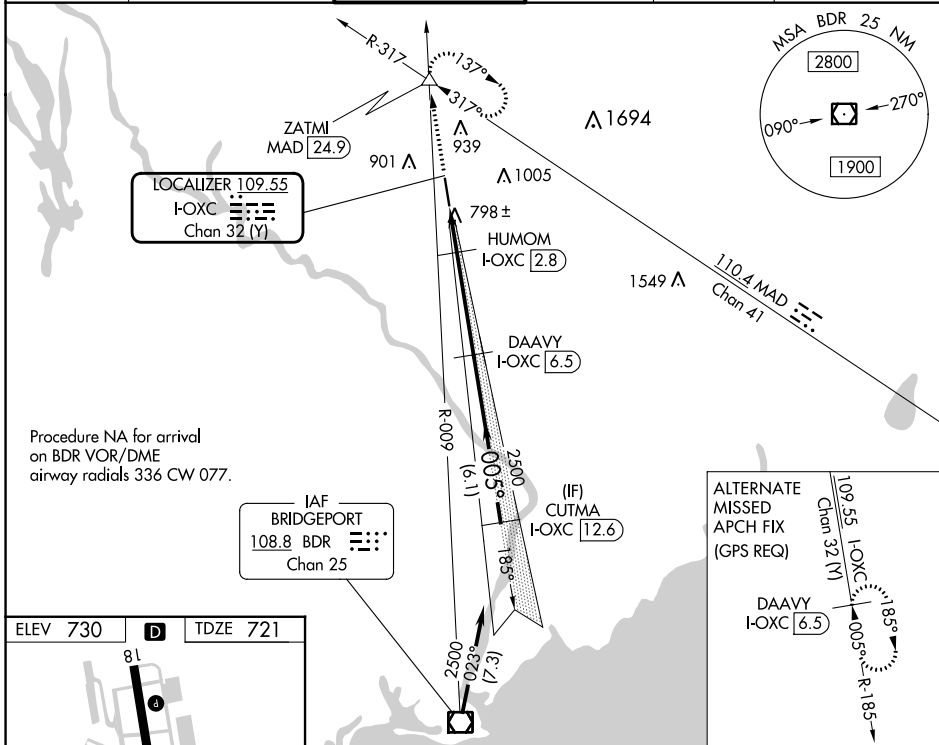 MSA BDR 25 NM
2800
090°
270°
1900
R-317
137°
317°
ZATMI
MAD 24.9
939
901
1694
1005
LOCALIZER 109.55
I-OXC
Chan 32 (Y)
798 ±
HUMOM
I-OXC 2.8
1549
110.4 MAD
Chan 41
DAAVY
I-OXC 6.5
R-009
Procedure NA for arrival
on BDR VOR/DME
airway radials 336 CW 077.
005°
(6.1)
2500
(IF)
CUTMA
I-OXC 12.6
185°
IAF
BRIDGEPORT
108.8 BDR
Chan 25
2500
023°
(7.3)
ALTERNATE
MISSED
APCH FIX
(GPS REQ)
109.55 I-OXC
Chan 32 (Y)
DAAVY
I-OXC 6.5
185°
005°
R-185
ELEV 730
D
TDZE 721
18
P